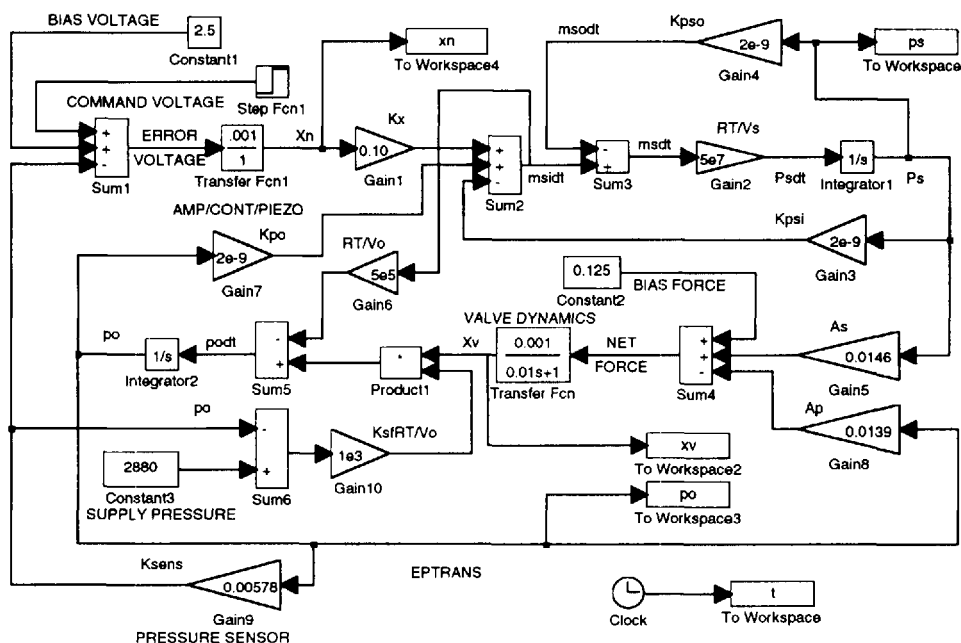 BIAS VOLTAGE
2.5
Constant1
xn
To Workspace4
msodt
Kpso
2e-9
Gain4
ps
To Workspace
COMMAND VOLTAGE
Step Fcn1
+
+
-
Sum1
ERROR
VOLTAGE
.001
1
Transfer Fcn1
Xn
Kx
0.10
Gain1
+
+
-
Sum2
msidt
-
+
Sum3
msdt
RT/Vs
5e7
Gain2
Psdt
1/s
Integrator1
Ps
AMP/CONT/PIEZO
Kpo
2e-9
Gain7
RT/Vo
5e5
Gain6
Kpsi
2e-9
Gain3
0.125
Constant2
BIAS FORCE
po
1/s
Integrator2
podt
-
+
Sum5
*
Product1
VALVE DYNAMICS
Xv
0.001
0.01s+1
Transfer Fcn
NET
FORCE
+
+
-
Sum4
As
0.0146
Gain5
Ap
0.0139
Gain8
po
2880
Constant3
SUPPLY PRESSURE
-
+
Sum6
KsfRT/Vo
1e3
Gain10
xv
To Workspace2
po
To Workspace3
Ksens
0.00578
Gain9
PRESSURE SENSOR
EPTRANS
Clock
t
To Workspace